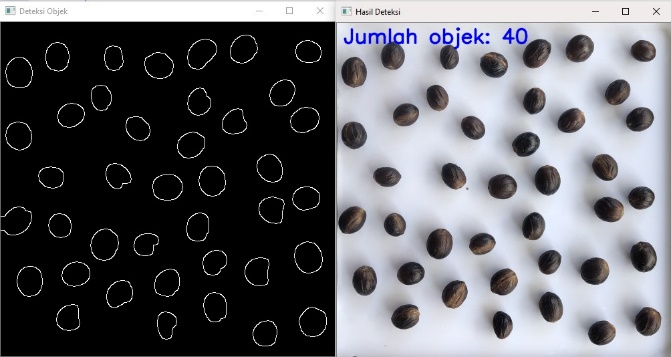 Deteksi Objek
Hasil Deteksi
Jumlah objek: 40